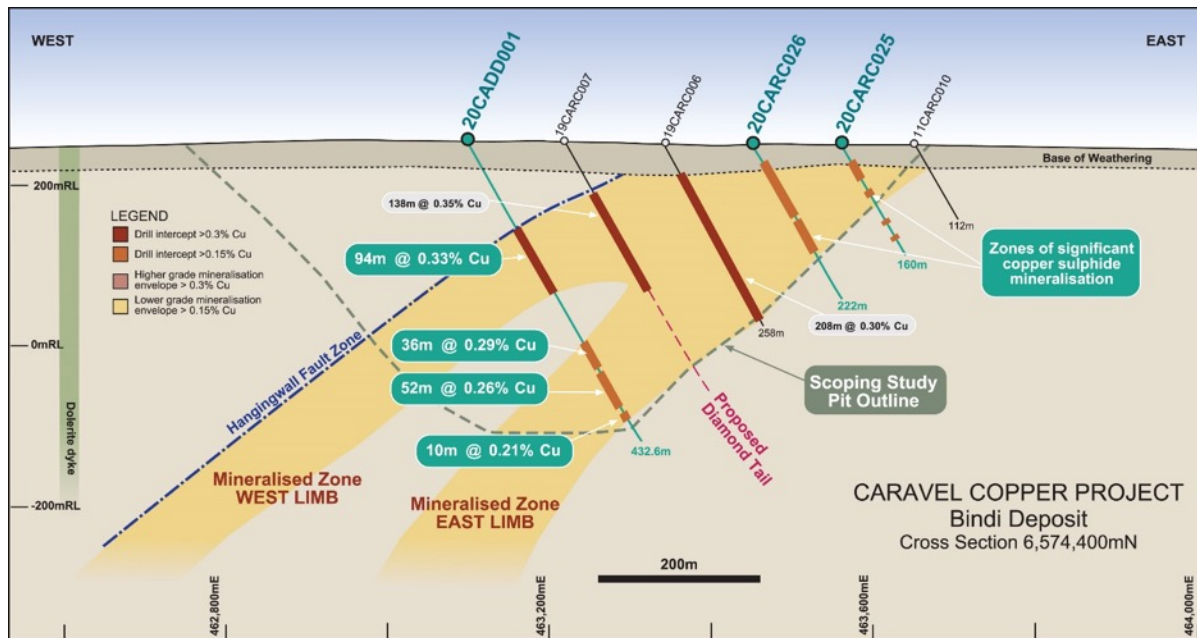 WEST
EAST
20CADD001
19CARC007
19CARC006
20CARC026
20CARC025
11CARC010
Base of Weathering
200mRL
LEGEND
Drill intercept >0.3% Cu
Drill intercept >0.15% Cu
Higher grade mineralisation
envelope > 0.3% Cu
Lower grade mineralisation
envelope > 0.15% Cu
138m @ 0.35% Cu
94m @ 0.33% Cu
112m
160m
Zones of significant
copper sulphide
mineralisation
222m
208m @ 0.30% Cu
258m
0mRL
36m @ 0.29% Cu
52m @ 0.26% Cu
10m @ 0.21% Cu
432.6m
Hangingwall Fault Zone
Dolerite dyke
Scoping Study
Pit Outline
Proposed
Diamond Tail
Mineralised Zone
WEST LIMB
Mineralised Zone
EAST LIMB
-200mRL
CARAVEL COPPER PROJECT
Bindi Deposit
Cross Section 6,574,400mN
200m
462,800mE
463,200mE
463,600mE
464,000mE